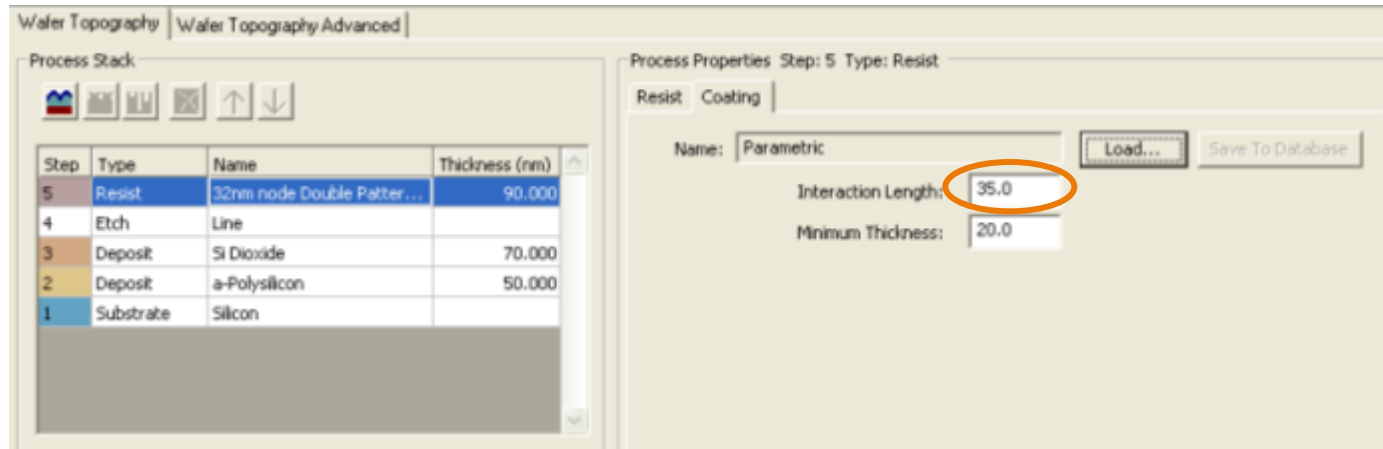 Wafer Topography Wafer Topography Advanced
Process Stack
Step Type Name Thickness (nm)
5 Resist 32nm node Double Patter... 90.000
4 Etch Line
3 Deposit Si Dioxide 70.000
2 Deposit a-Polysilicon 50.000
1 Substrate Silicon
Process Properties Step: 5 Type: Resist
Resist Coating
Name: Parametric Load... Save To Database
Interaction Length: 35.0
Minimum Thickness: 20.0